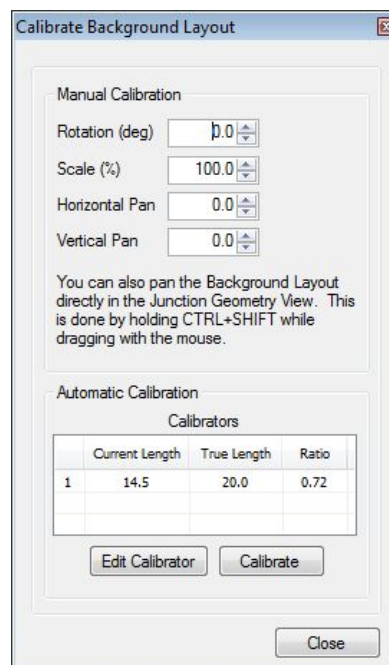 Calibrate Background Layout
Manual Calibration
Rotation (deg) 0.0
Scale (%) 100.0
Horizontal Pan 0.0
Vertical Pan 0.0
You can also pan the Background Layout
directly in the Junction Geometry View. This
is done by holding CTRL+SHIFT while
dragging with the mouse.
Automatic Calibration
Calibrators
Current Length True Length Ratio
1 14.5 20.0 0.72
Edit Calibrator Calibrate
Close